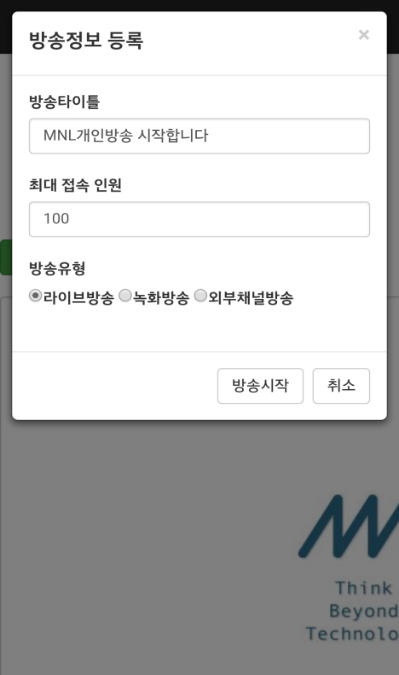 방송정보 등록 ×
방송타이틀
MNL개인방송 시작합니다
최대 접속 인원
100
방송유형
라이브방송 녹화방송 외부채널방송
방송시작 취소
Think
Beyond